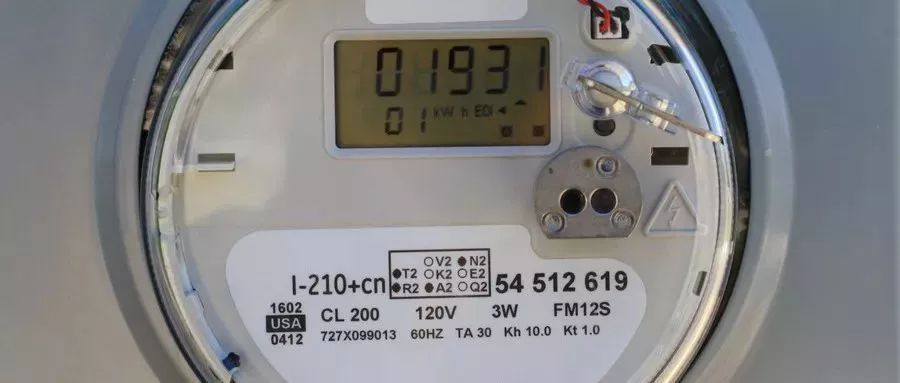 01931
01 kW h EOI
V2 N2
T2 K2 E2
R2 A2 Q2
I-210+cn 54 512 619
1602 CL 200 120V 3W FM12S
USA
0412 727X099013 60HZ TA 30 Kh 10.0 Kt 1.0